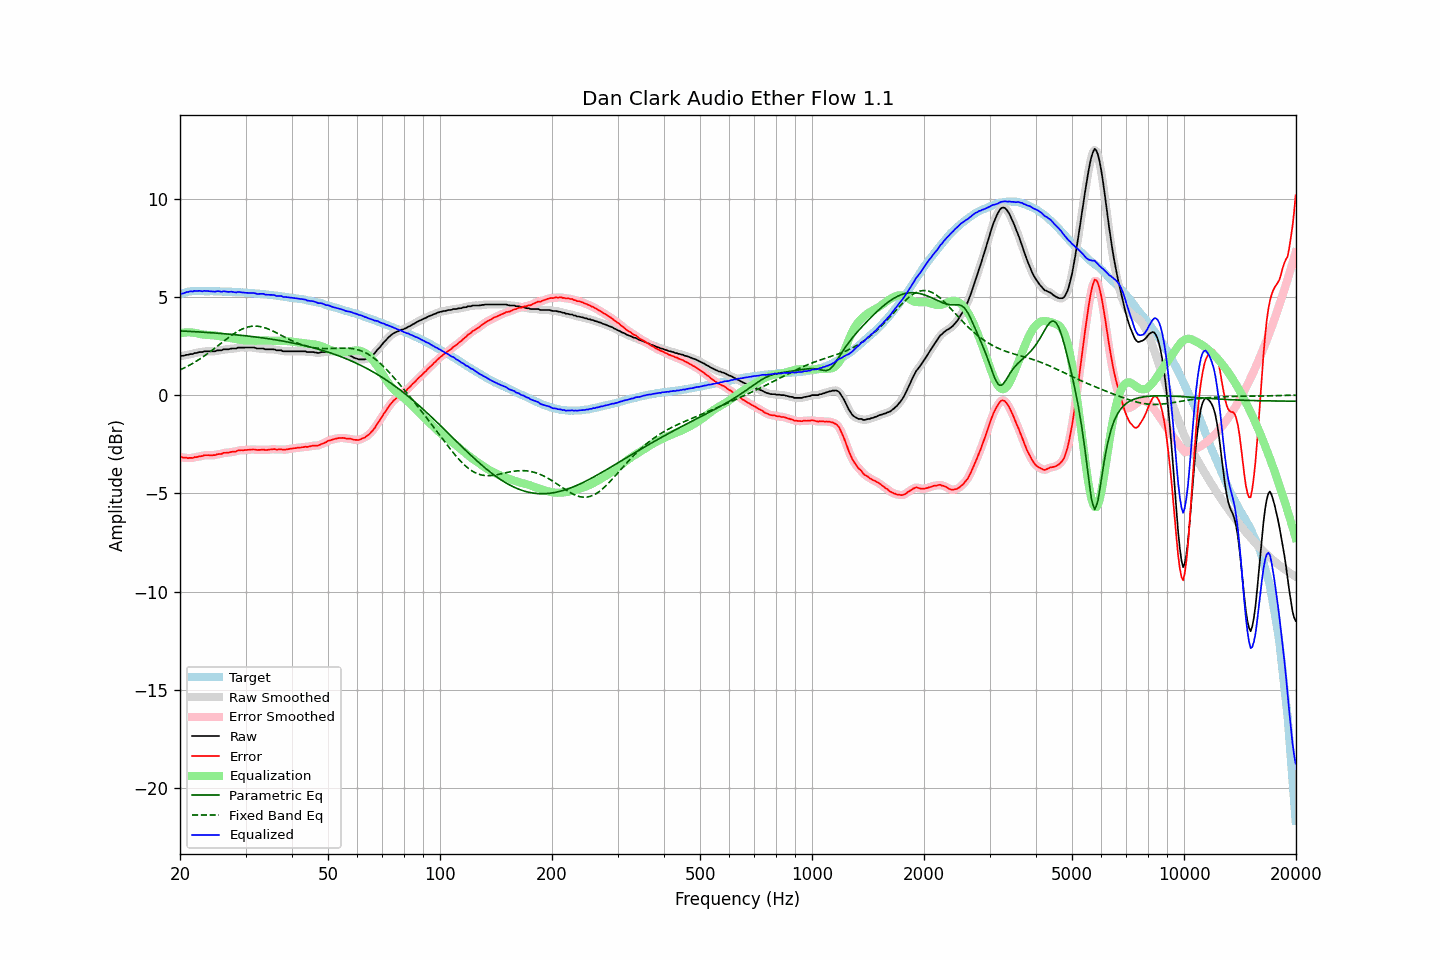 Dan Clark Audio Ether Flow 1.1
Amplitude (dBr)
10
5
0
−5
−10
−15
−20
Target
Raw Smoothed
Error Smoothed
Raw
Error
Equalization
Parametric Eq
Fixed Band Eq
Equalized
20 50 100 200 500 1000 2000 5000 10000 20000
Frequency (Hz)